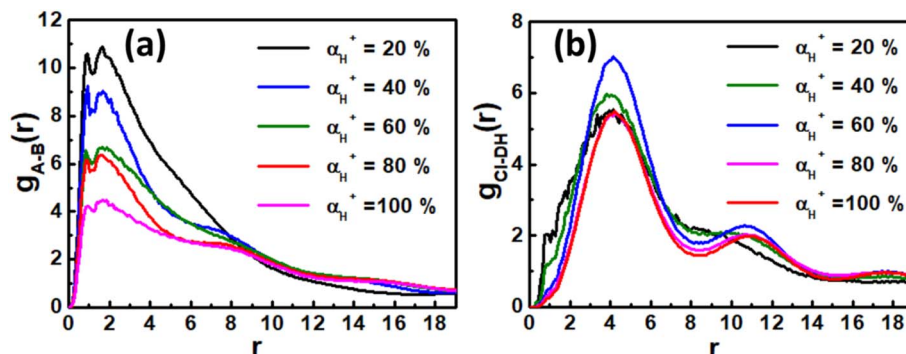 (a)
g_A-B(r)
12
10
8
6
4
2
0
α_H^+ = 20 %
α_H^+ = 40 %
α_H^+ = 60 %
α_H^+ = 80 %
α_H^+ =100 %
0 2 4 6 8 10 12 14 16 18
r
(b)
g_Cl-DH(r)
8
6
4
2
0
α_H^+ = 20 %
α_H^+ = 40 %
α_H^+ = 60 %
α_H^+ = 80 %
α_H^+ =100 %
0 2 4 6 8 10 12 14 16 18
r